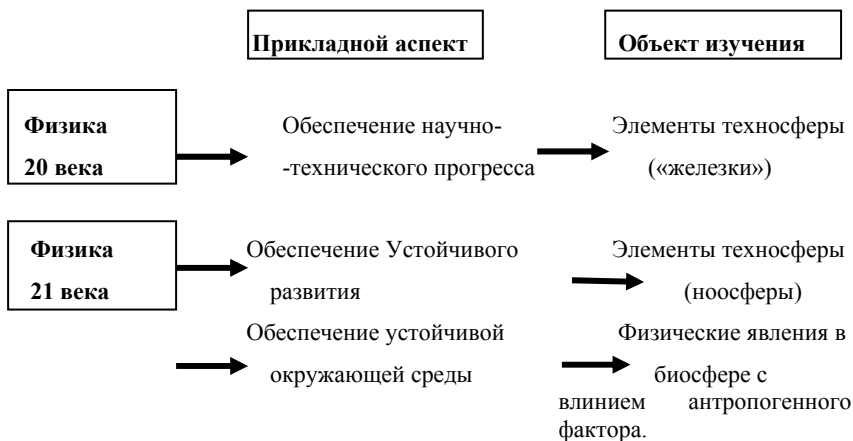 Прикладной аспект
Объект изучения
Физика
20 века
Обеспечение научно-
-технического прогресса
Элементы техносферы
(«железки»)
Физика
21 века
Обеспечение Устойчивого
развития
Элементы техносферы
(ноосферы)
Обеспечение устойчивой
окружающей среды
Физические явления в
биосфере с
влинием антропогенного
фактора.